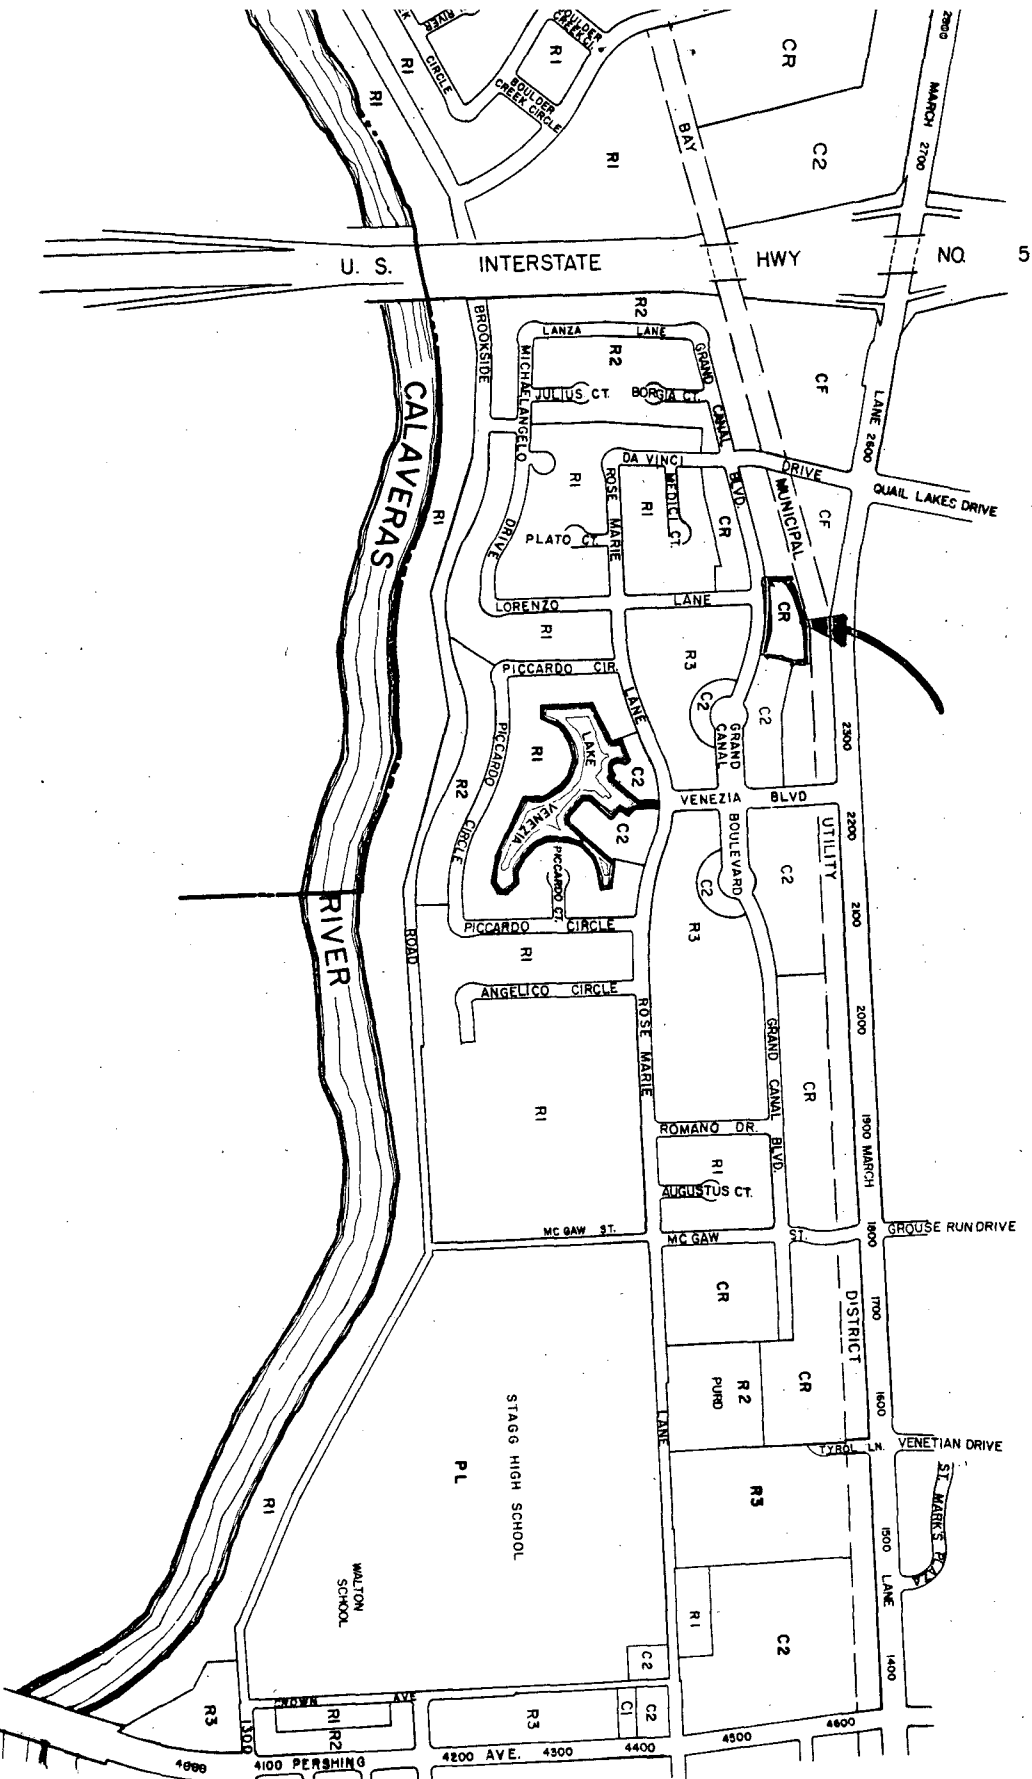 RIVER
CIRCLE
BOULDER
CREEK CI.
R1
R1
R1
BOULDER
CREEK CIRCLE
CR
2800
MARCH 2700
BAY
R1
C2
U. S. INTERSTATE HWY NO. 5
BROOKSIDE
R2
LANZA LANE
R2
GRAND
CANAL
BLVD.
MICHAELANGELO
DRIVE
JULIUS CT.
BORGIA CT.
CF
LANE 2600
CALAVERAS
R1
DA VINCI
DRIVE
QUAIL LAKES DRIVE
R1
ROSE MARIE
R1
MEDICI CT.
CR
MUNICIPAL
CF
PLATO CT.
LORENZO
LANE
CR
R1
R3
PICCARDO CIR.
LANE
C2
C2
GRAND
CANAL
2300
PICCARDO
CIRCLE
R1
LAKE
VENEZIA
C2
R2
VENEZIA BLVD
BOULEVARD
2200
UTILITY
C2
C2
C2
PICCARDO CT.
2100
RIVER
ROAD
PICCARDO CIRCLE
R3
R1
ANGELICO CIRCLE
ROSE MARIE
GRAND CANAL
BLVD.
2000
CR
R1
ROMANO DR.
1900 MARCH
R1
AUGUSTUS CT.
MC GAW ST.
MC GAW ST.
1800
GROUSE RUN DRIVE
CR
DISTRICT
1700
CR
R2
PURD
1600
LANE
STAGG HIGH SCHOOL
PL
TYROL LN.
VENETIAN DRIVE
ST. MARK'S PLAZA
R3
R1
1500
WALTON
SCHOOL
LANE
R1
C2
C2
1400
CROWN AVE
R3
1300
R1
R2
R3
C1
C2
4000
4100 PERSHING
4200 AVE. 4300
4400
4500
4600